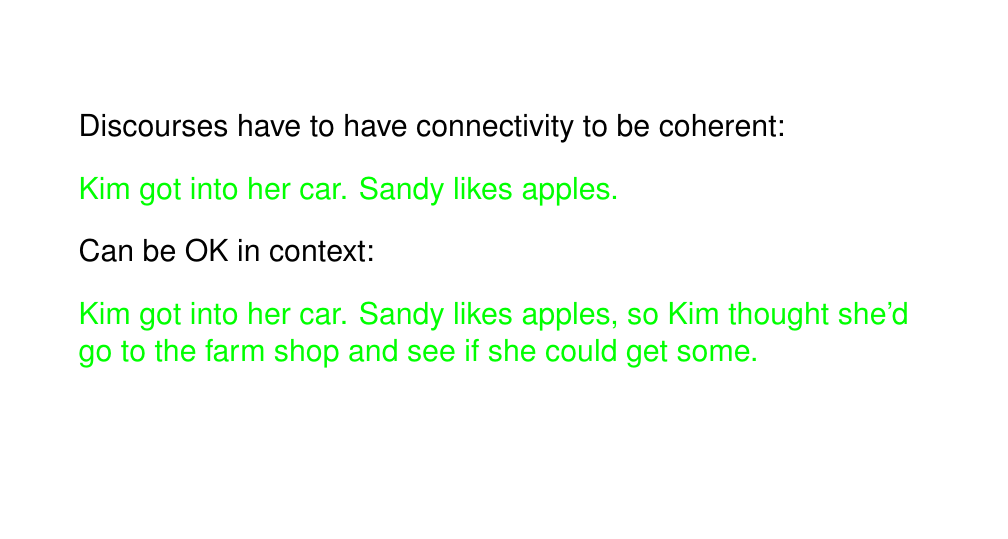 Discourses have to have connectivity to be coherent:
Kim got into her car. Sandy likes apples.
Can be OK in context:
Kim got into her car. Sandy likes apples, so Kim thought she’d
go to the farm shop and see if she could get some.